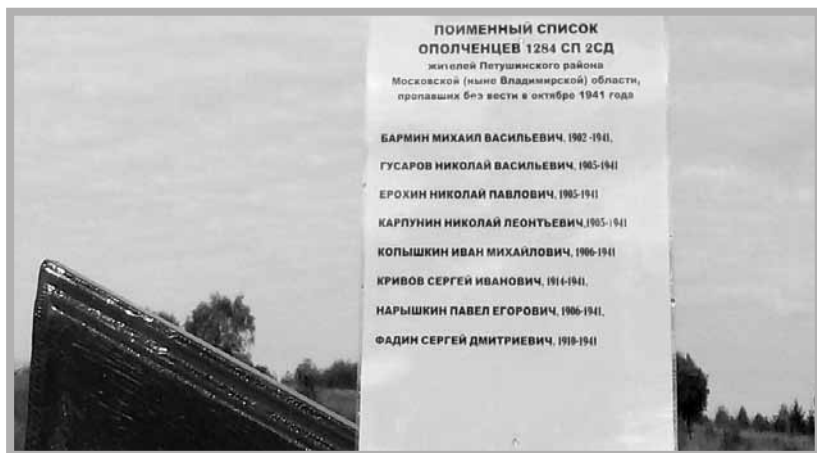 ПОИМЕННЫЙ СПИСОК
ОПОЛЧЕНЦЕВ 1284 СП 2СД
жителей Петушинского района
Московской (ныне Владимирской) области,
пропавших без вести в октябре 1941 года
БАРМИН МИХАИЛ ВАСИЛЬЕВИЧ, 1902 -1941,
ГУСАРОВ НИКОЛАЙ ВАСИЛЬЕВИЧ, 1905-1941
ЕРОХИН НИКОЛАЙ ПАВЛОВИЧ, 1905-1941
КАРПУНИН НИКОЛАЙ ЛЕОНТЬЕВИЧ,1905-1941
КОПЫШКИН ИВАН МИХАЙЛОВИЧ, 1906-1941
КРИВОВ СЕРГЕЙ ИВАНОВИЧ, 1914-1941,
НАРЫШКИН ПАВЕЛ ЕГОРОВИЧ, 1906-1941,
ФАДИН СЕРГЕЙ ДМИТРИЕВИЧ, 1910-1941